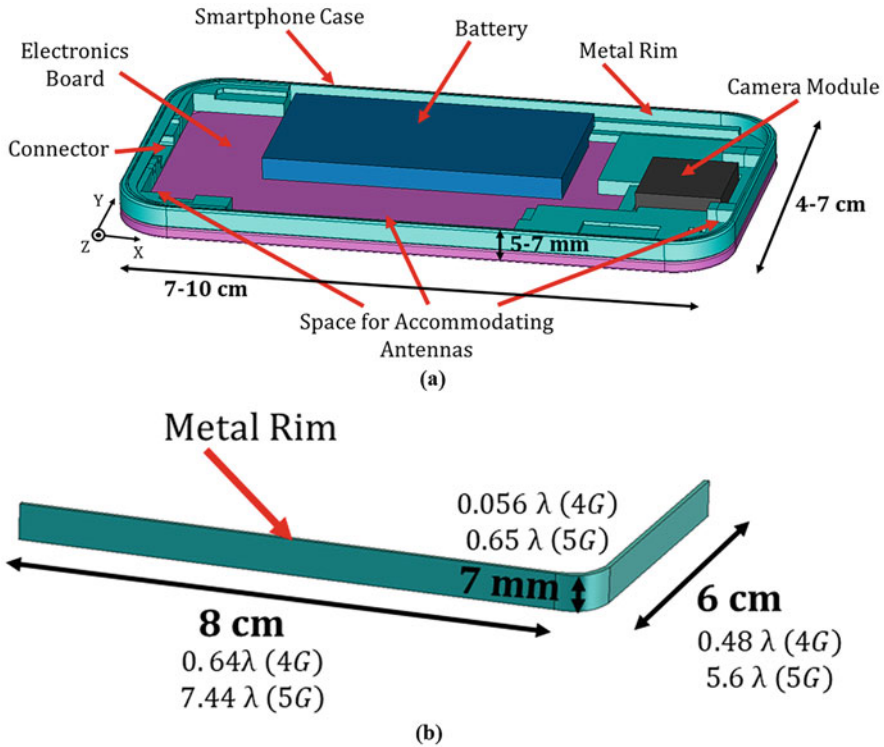 Smartphone Case
Battery
Metal Rim
Electronics
Board
Camera
Module
Connector
4-7 cm
Y
Z
X
5-7 mm
7-10 cm
Space for Accommodating
Antennas
(a)
Metal Rim
0.056 λ (4G)
0.65 λ (5G)
7 mm
8 cm
0.64λ (4G)
7.44 λ (5G)
6 cm
0.48 λ (4G)
5.6 λ (5G)
(b)